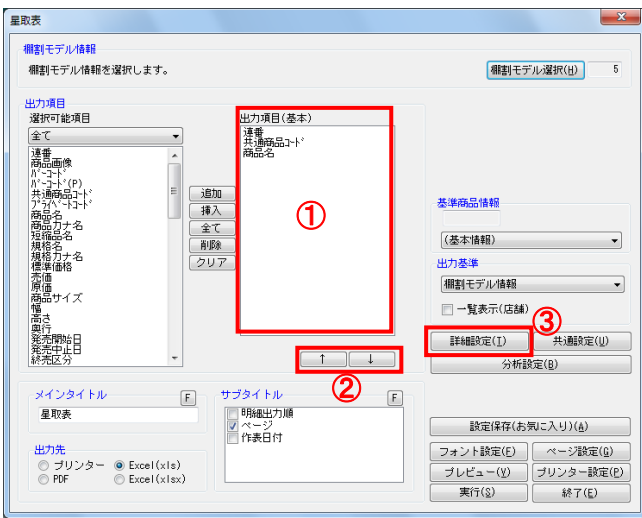 星取表
棚割モデル情報
棚割モデル情報を選択します。
棚割モデル選択(H) 5
出力項目
選択可能項目
全て
連番
商品画像
バーコード
バーコード(P)
共通商品コード
プライベートコード
商品名
商品カナ名
短縮品名
規格名
規格カナ名
標準価格
売価
原価
商品サイズ
幅
高さ
奥行
発売開始日
発売中止日
終売区分
追加
挿入
全て
削除
クリア
出力項目(基本)
連番
共通商品コード
商品名
①
↑ ↓
②
基準商品情報
(基本情報)
出力基準
棚割モデル情報
一覧表示(店舗)
③
詳細設定(I) 共通設定(U)
分析設定(B)
メインタイトル F
星取表
出力先
プリンター Excel(xls)
PDF Excel(xlsx)
サブタイトル F
明細出力順
ページ
作表日付
設定保存(お気に入り)(A)
フォント設定(F) ページ設定(G)
プレビュー(V) プリンター設定(P)
実行(S) 終了(E)